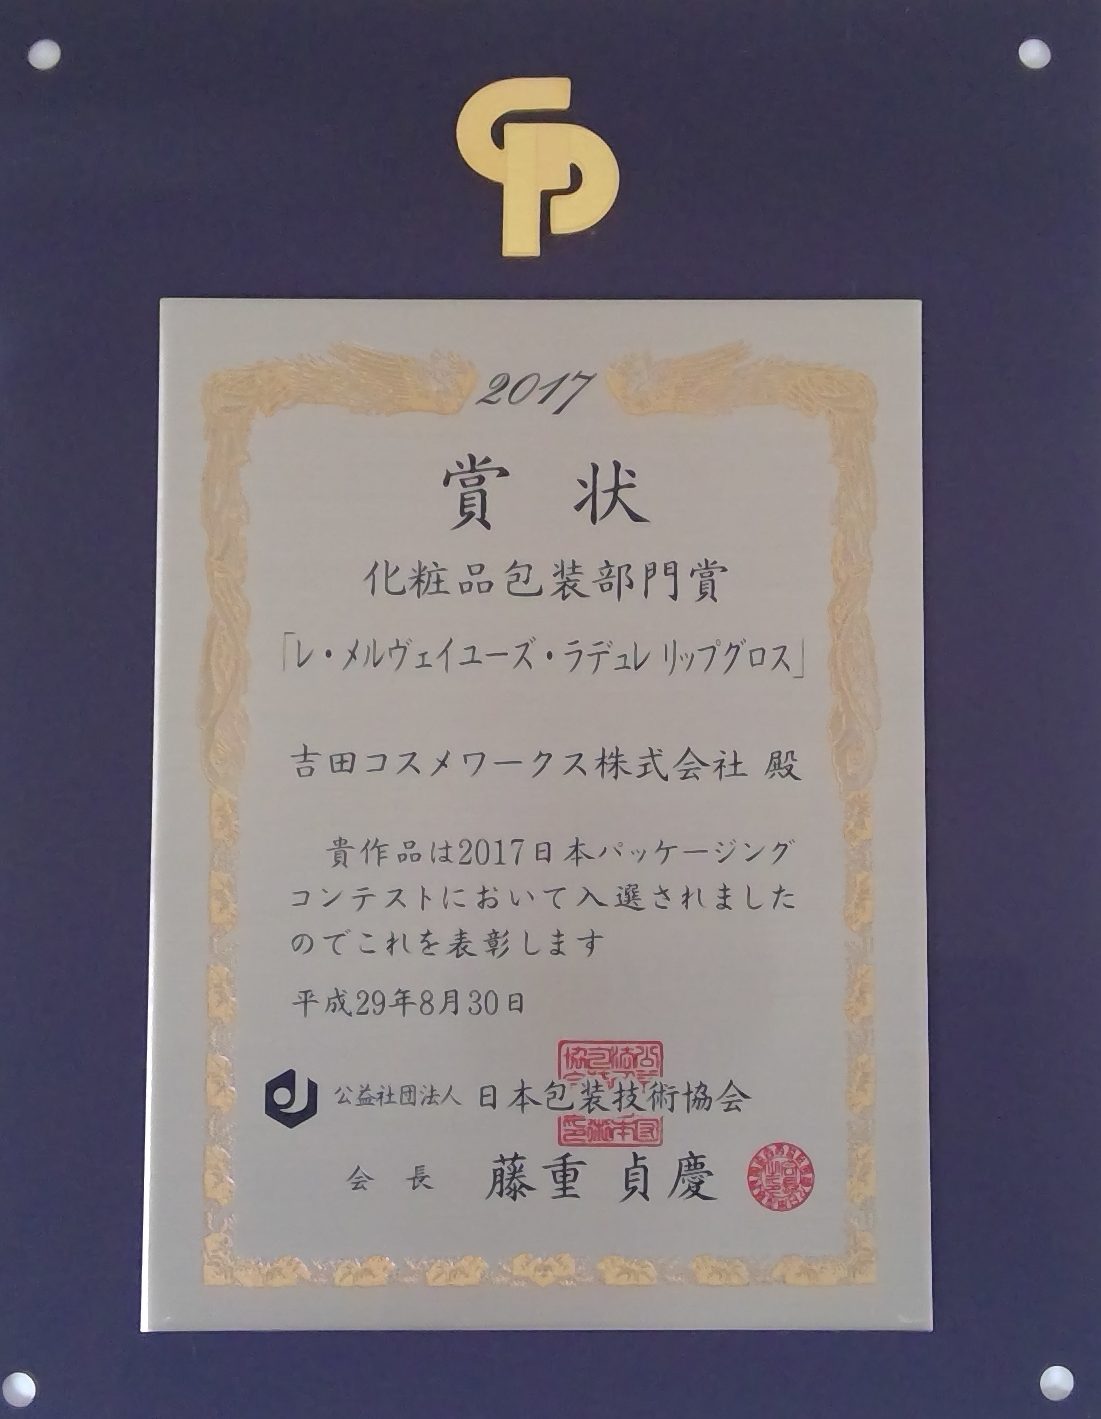 2017
賞 状
化粧品包装部門賞
「レ・メルヴェイユーズ・ラデュレ リップグロス」
吉田コスメワークス株式会社 殿
貴作品は2017日本パッケージング
コンテストにおいて入選されました
のでこれを表彰します
平成29年8月30日
公益社団法人 日本包装技術協会
会 長 藤重 貞慶